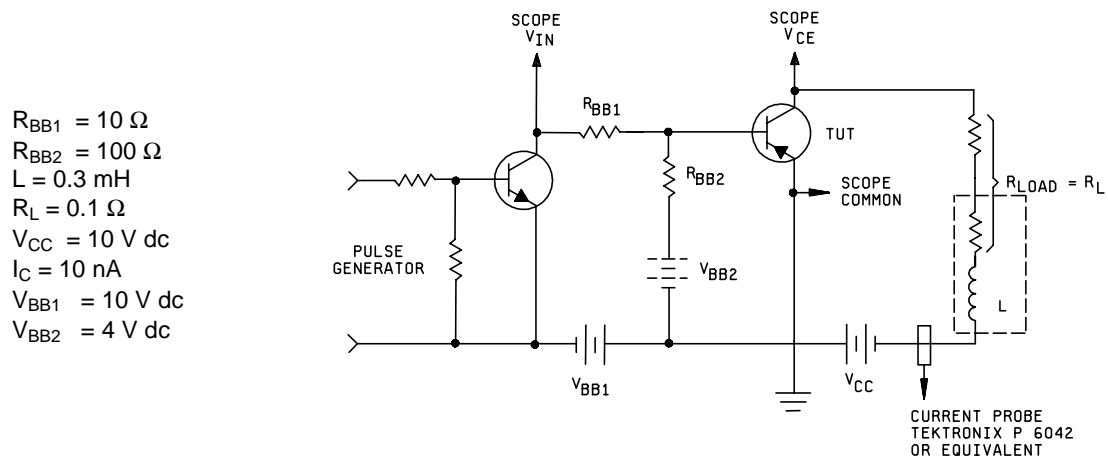 R_BB1 = 10 Ω
R_BB2 = 100 Ω
L = 0.3 mH
R_L = 0.1 Ω
V_CC = 10 V dc
I_C = 10 nA
V_BB1 = 10 V dc
V_BB2 = 4 V dc
SCOPE
V_IN
SCOPE
V_CE
R_BB1
TUT
R_BB2
SCOPE
COMMON
R_LOAD = R_L
PULSE
GENERATOR
V_BB2
L
V_BB1
V_CC
CURRENT PROBE
TEKTRONIX P 6042
OR EQUIVALENT